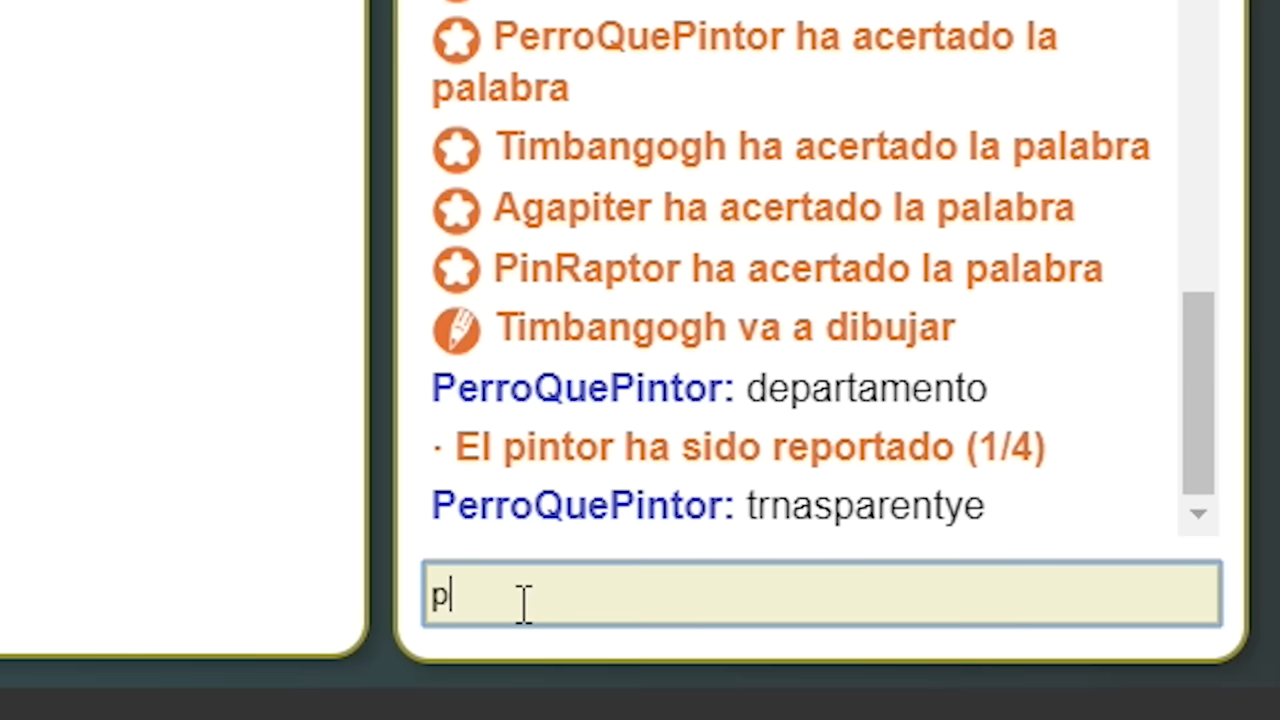 PerroQuePintor ha acertado la
palabra
Timbangogh ha acertado la palabra
Agapiter ha acertado la palabra
PinRaptor ha acertado la palabra
Timbangogh va a dibujar
PerroQuePintor: departamento
· El pintor ha sido reportado (1/4)
PerroQuePintor: trnasparentye
p